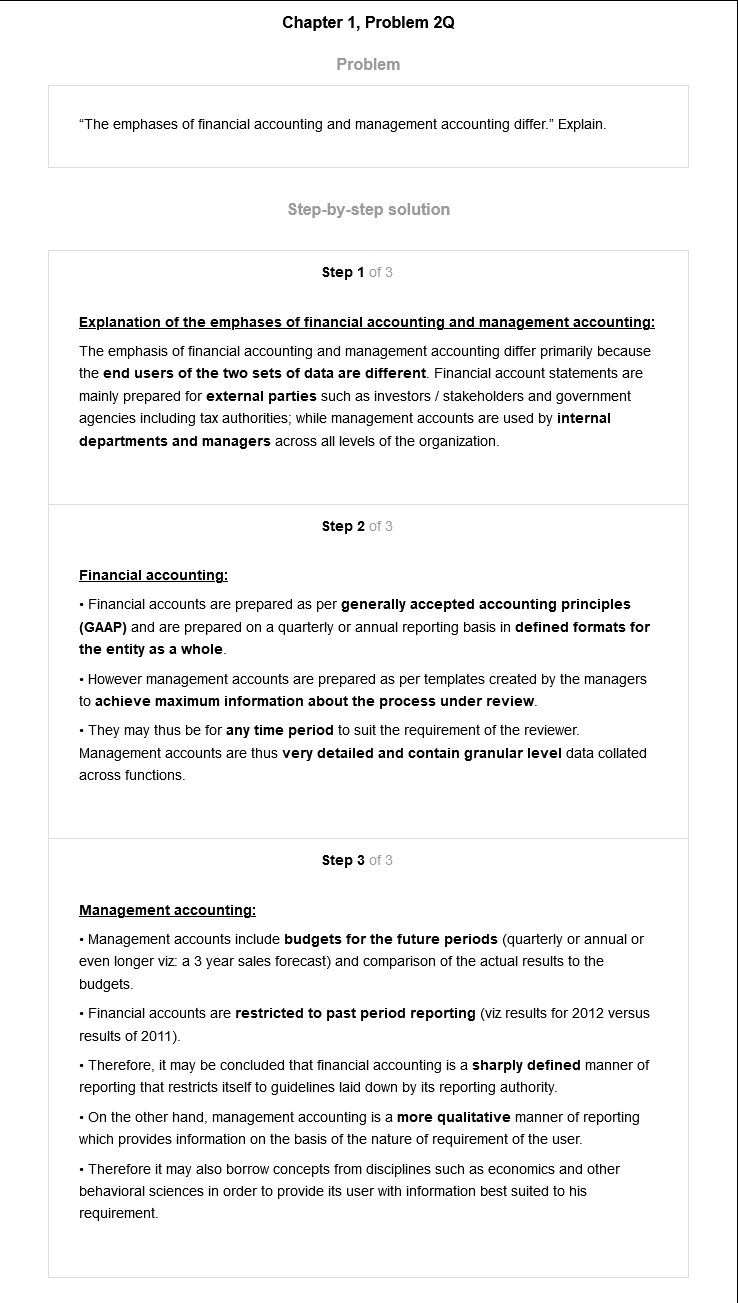 Chapter 1, Problem 2Q
Problem
“The emphases of financial accounting and management accounting differ.” Explain.
Step-by-step solution
Step 1 of 3
Explanation of the emphases of financial accounting and management accounting:
The emphasis of financial accounting and management accounting differ primarily because
the end users of the two sets of data are different. Financial account statements are
mainly prepared for external parties such as investors / stakeholders and government
agencies including tax authorities; while management accounts are used by internal
departments and managers across all levels of the organization.
Step 2 of 3
Financial accounting:
• Financial accounts are prepared as per generally accepted accounting principles
(GAAP) and are prepared on a quarterly or annual reporting basis in defined formats for
the entity as a whole.
• However management accounts are prepared as per templates created by the managers
to achieve maximum information about the process under review.
• They may thus be for any time period to suit the requirement of the reviewer.
Management accounts are thus very detailed and contain granular level data collated
across functions.
Step 3 of 3
Management accounting:
• Management accounts include budgets for the future periods (quarterly or annual or
even longer viz: a 3 year sales forecast) and comparison of the actual results to the
budgets.
• Financial accounts are restricted to past period reporting (viz results for 2012 versus
results of 2011).
• Therefore, it may be concluded that financial accounting is a sharply defined manner of
reporting that restricts itself to guidelines laid down by its reporting authority.
• On the other hand, management accounting is a more qualitative manner of reporting
which provides information on the basis of the nature of requirement of the user.
• Therefore it may also borrow concepts from disciplines such as economics and other
behavioral sciences in order to provide its user with information best suited to his
requirement.